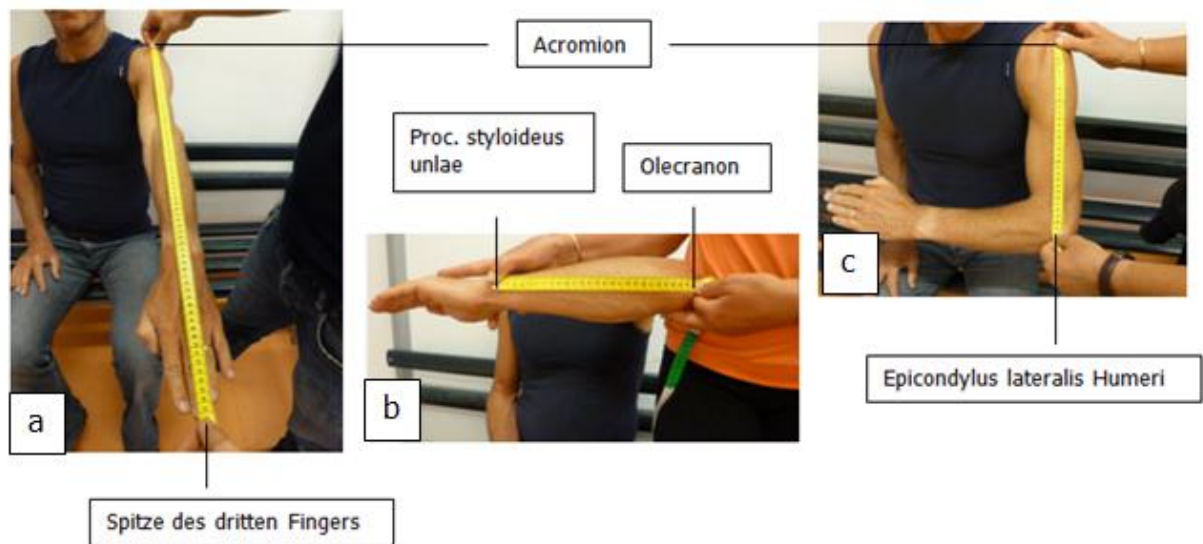 Acromion
Proc. styloideus
unlae
Olecranon
a
b
c
Epicondylus lateralis Humeri
Spitze des dritten Fingers